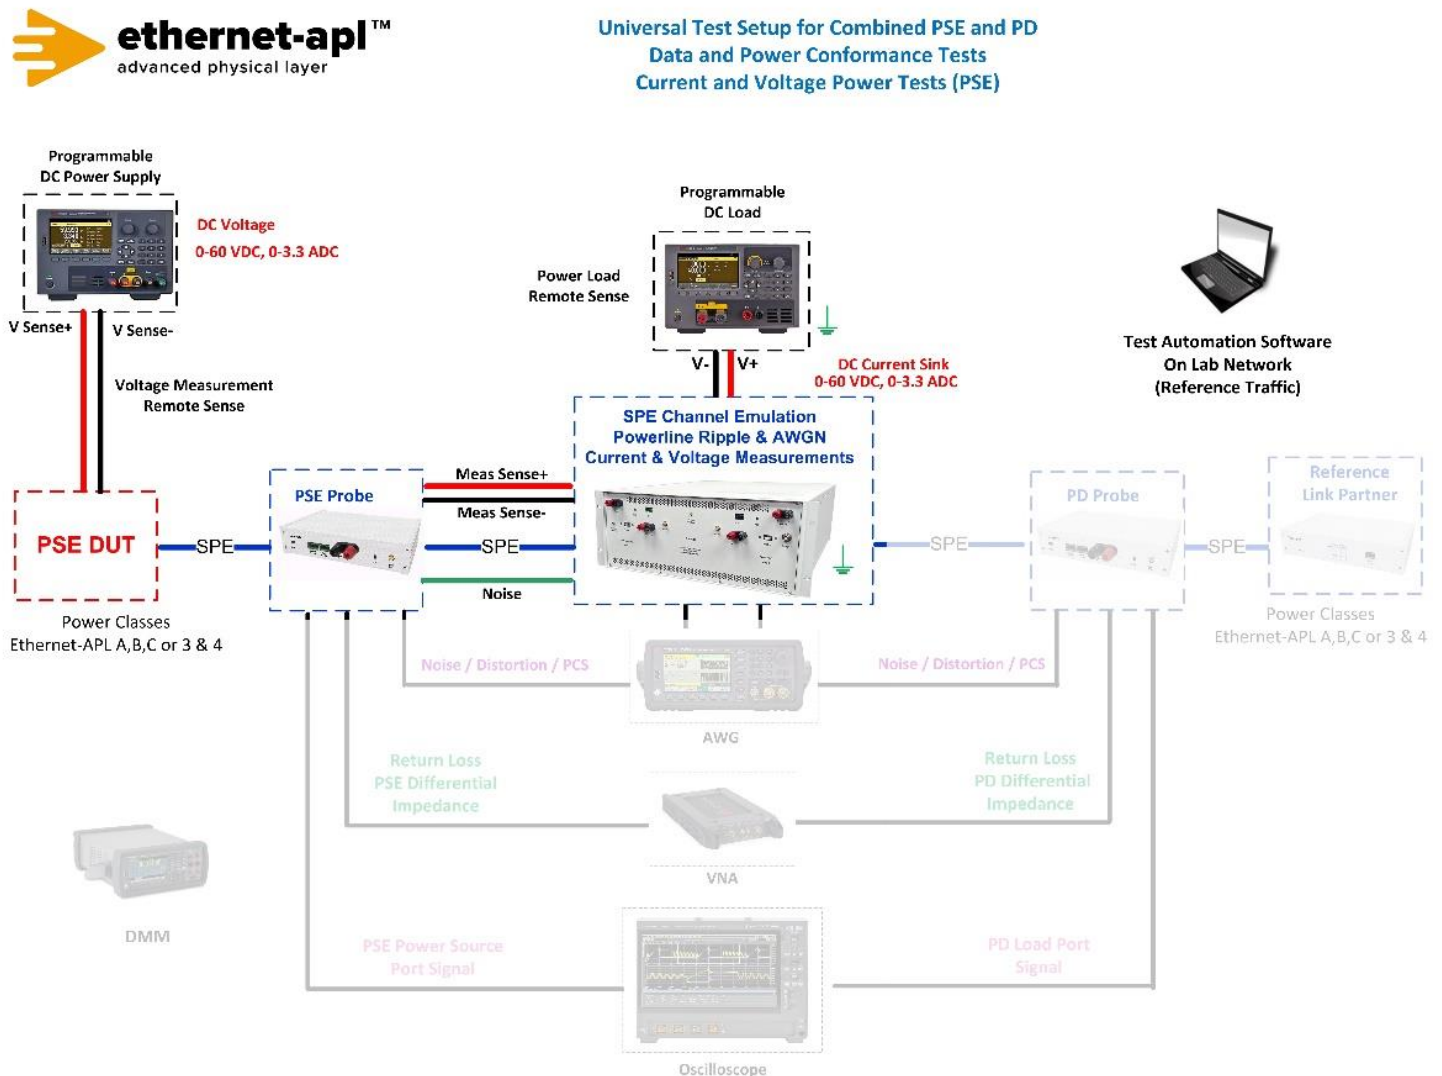 ethernet-apl™
advanced physical layer
Universal Test Setup for Combined PSE and PD
Data and Power Conformance Tests
Current and Voltage Power Tests (PSE)
Programmable
DC Power Supply
DC Voltage
0-60 VDC, 0-3.3 ADC
V Sense+
V Sense-
Voltage Measurement
Remote Sense
Programmable
DC Load
Power Load
Remote Sense
V-
V+
DC Current Sink
0-60 VDC, 0-3.3 ADC
Test Automation Software
On Lab Network
(Reference Traffic)
PSE DUT
SPE
PSE Probe
Meas Sense+
Meas Sense-
SPE
Noise
SPE Channel Emulation
Powerline Ripple & AWGN
Current & Voltage Measurements
SPE
PD Probe
SPE
Reference
Link Partner
Power Classes
Ethernet-APL A,B,C or 3 & 4
Power Classes
Ethernet-APL A,B,C or 3 & 4
Noise / Distortion / PCS
Noise / Distortion / PCS
AWG
Return Loss
PSE Differential
Impedance
Return Loss
PD Differential
Impedance
VNA
DMM
PSE Power Source
Port Signal
PD Load Port
Signal
Oscilloscope